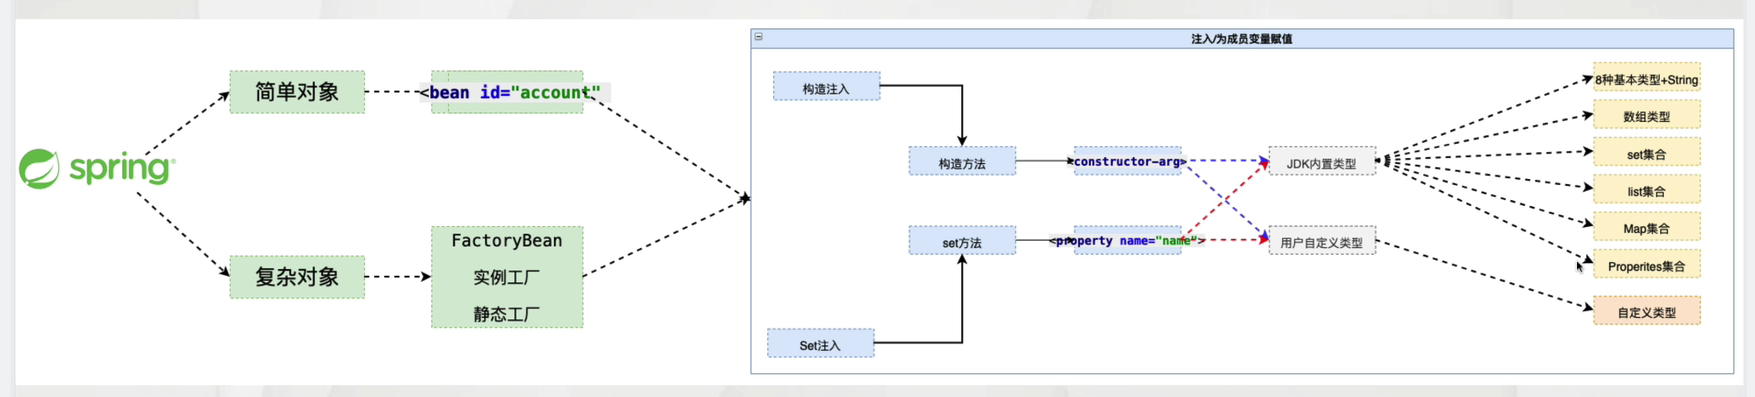 spring
简单对象
<bean id="account"
复杂对象
FactoryBean
实例工厂
静态工厂
注入/为成员变量赋值
构造注入
构造方法
<constructor-arg>
set方法
<property name="name">
Set注入
JDK内置类型
用户自定义类型
8种基本类型+String
数组类型
set集合
list集合
Map集合
Properites集合
自定义类型